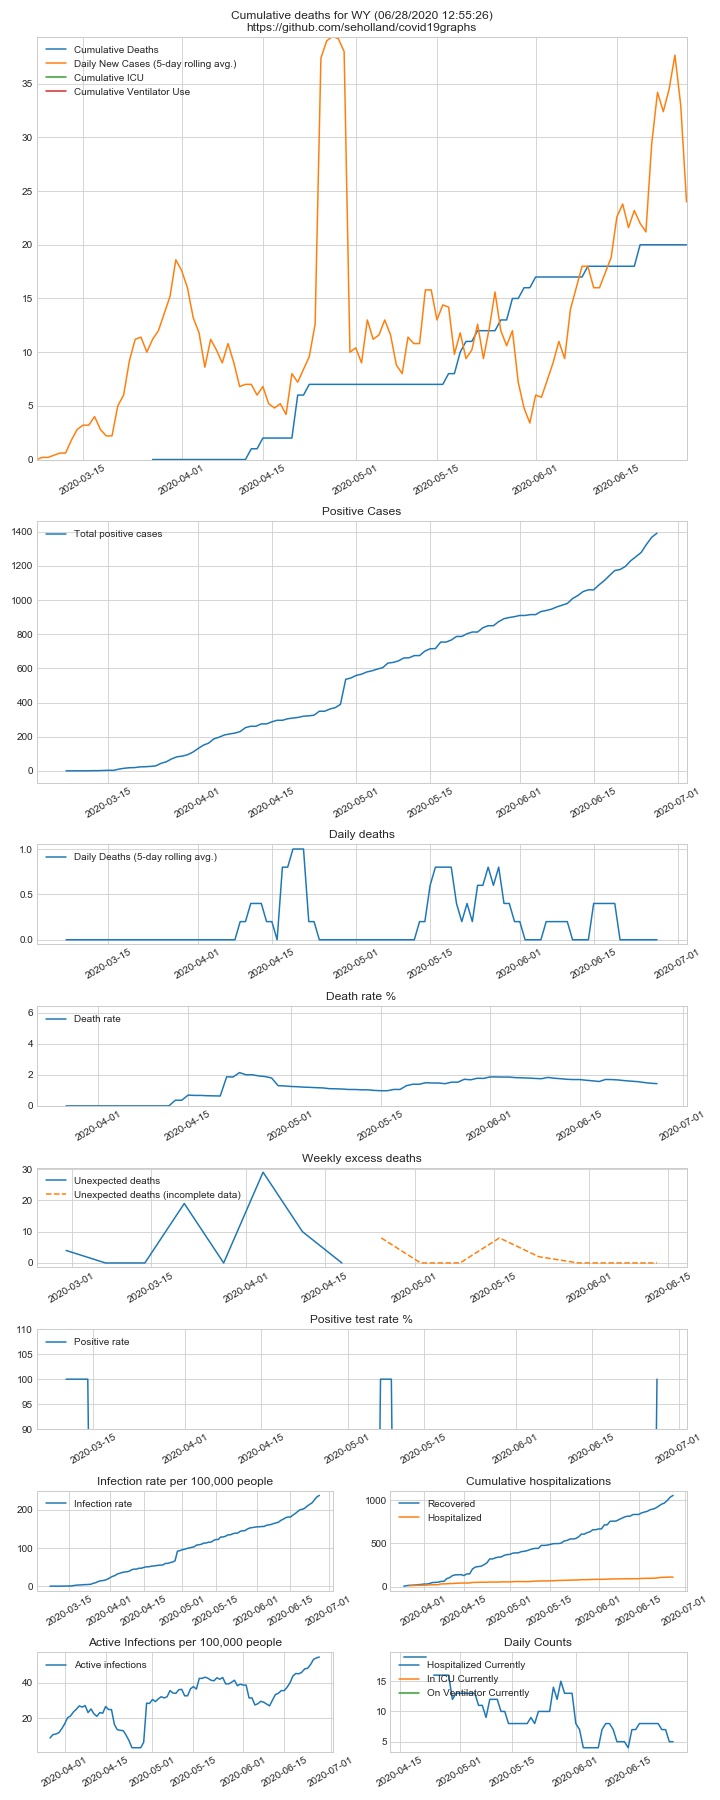 Cumulative deaths for WY (06/28/2020 12:55:26)
https://github.com/seholland/covid19graphs
Cumulative Deaths
Daily New Cases (5-day rolling avg.)
Cumulative ICU
Cumulative Ventilator Use
35
30
25
20
15
10
5
0
2020-03-15 2020-04-01 2020-04-15 2020-05-01 2020-05-15 2020-06-01 2020-06-15
Positive Cases
Total positive cases
1400
1200
1000
800
600
400
200
0
2020-03-15 2020-04-01 2020-04-15 2020-05-01 2020-05-15 2020-06-01 2020-06-15 2020-07-01
Daily deaths
Daily Deaths (5-day rolling avg.)
1.0
0.5
0.0
2020-03-15 2020-04-01 2020-04-15 2020-05-01 2020-05-15 2020-06-01 2020-06-15 2020-07-01
Death rate %
Death rate
6
4
2
0
2020-04-01 2020-04-15 2020-05-01 2020-05-15 2020-06-01 2020-06-15 2020-07-01
Weekly excess deaths
Unexpected deaths
Unexpected deaths (incomplete data)
30
20
10
0
2020-03-01 2020-03-15 2020-04-01 2020-04-15 2020-05-01 2020-05-15 2020-06-01 2020-06-15
Positive test rate %
Positive rate
110
105
100
95
90
2020-03-15 2020-04-01 2020-04-15 2020-05-01 2020-05-15 2020-06-01 2020-06-15 2020-07-01
Infection rate per 100,000 people
Infection rate
200
100
0
2020-03-15 2020-04-01 2020-04-15 2020-05-01 2020-05-15 2020-06-01 2020-06-15 2020-07-01
Cumulative hospitalizations
Recovered
Hospitalized
1000
500
0
2020-04-01 2020-04-15 2020-05-01 2020-05-15 2020-06-01 2020-06-15 2020-07-01
Active Infections per 100,000 people
Active infections
40
20
2020-04-01 2020-04-15 2020-05-01 2020-05-15 2020-06-01 2020-06-15 2020-07-01
Daily Counts
Hospitalized Currently
In ICU Currently
On Ventilator Currently
15
10
5
2020-04-15 2020-05-01 2020-05-15 2020-06-01 2020-06-15